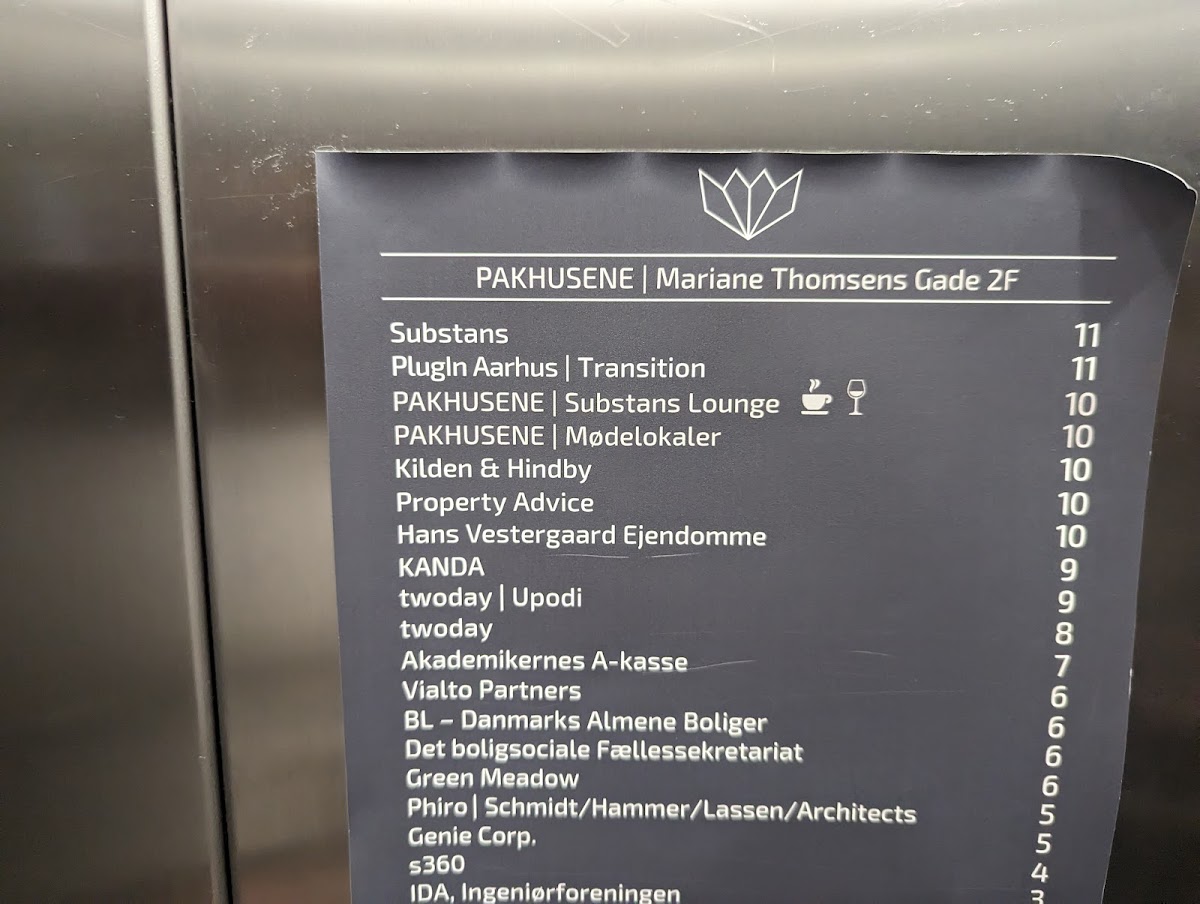 PAKHUSENE | Mariane Thomsens Gade 2F
Substans 11
PlugIn Aarhus | Transition 11
PAKHUSENE | Substans Lounge 10
PAKHUSENE | Mødelokaler 10
Kilden & Hindby 10
Property Advice 10
Hans Vestergaard Ejendomme 10
KANDA 9
twoday | Upodi 9
twoday 8
Akademikernes A-kasse 7
Vialto Partners 6
BL – Danmarks Almene Boliger 6
Det boligsociale Fællessekretariat 6
Green Meadow 6
Phiro | Schmidt/Hammer/Lassen/Architects 5
Genie Corp. 5
s360 4
IDA, Ingeniørforeningen 3